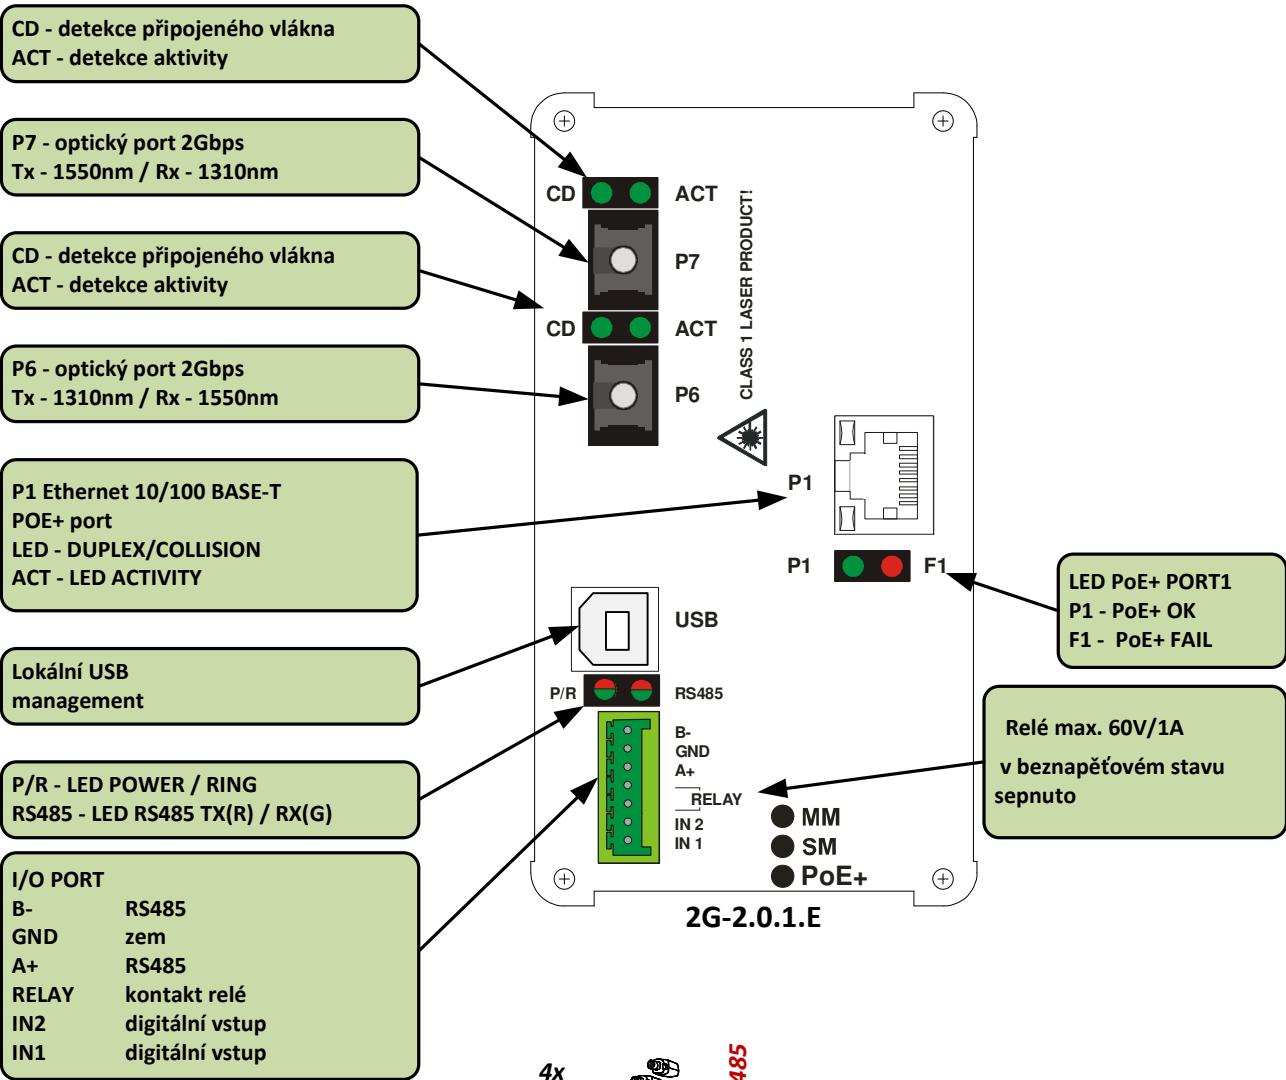 CD - detekce připojeného vlákna
ACT - detekce aktivity
P7 - optický port 2Gbps
Tx - 1550nm / Rx - 1310nm
CD - detekce připojeného vlákna
ACT - detekce aktivity
P6 - optický port 2Gbps
Tx - 1310nm / Rx - 1550nm
P1 Ethernet 10/100 BASE-T
POE+ port
LED - DUPLEX/COLLISION
ACT - LED ACTIVITY
Lokální USB
management
P/R - LED POWER / RING
RS485 - LED RS485 TX(R) / RX(G)
I/O PORT
B- RS485
GND zem
A+ RS485
RELAY kontakt relé
IN2 digitální vstup
IN1 digitální vstup
CD ACT
P7
CD ACT
P6
CLASS 1 LASER PRODUCT!
P1
P1 F1
USB
P/R RS485
B-
GND
A+
RELAY
IN 2
IN 1
MM
SM
PoE+
2G-2.0.1.E
LED PoE+ PORT1
P1 - PoE+ OK
F1 - PoE+ FAIL
Relé max. 60V/1A
v beznapěťovém stavu
sepnuto
4x
485